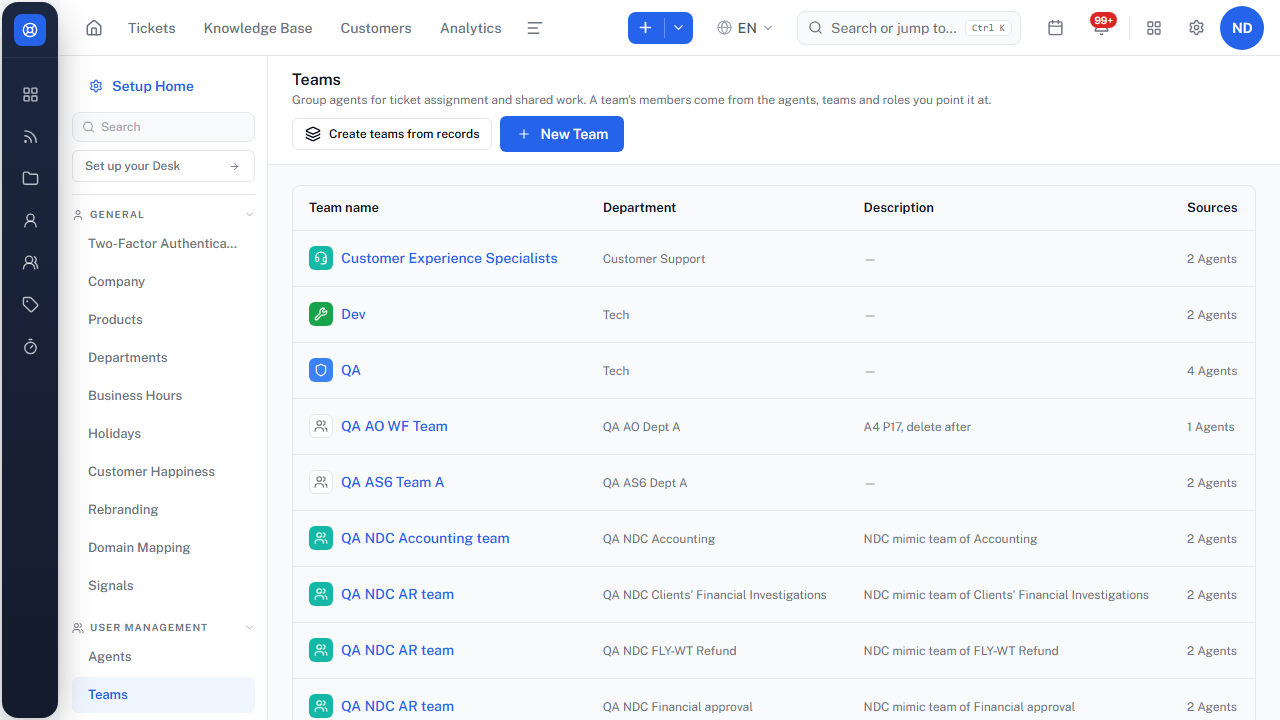 Tickets
Knowledge Base
Customers
Analytics
EN
Search or jump to...
Ctrl K
99+
ND
Setup Home
Search
Set up your Desk
GENERAL
Two-Factor Authentica...
Company
Products
Departments
Business Hours
Holidays
Customer Happiness
Rebranding
Domain Mapping
Signals
USER MANAGEMENT
Agents
Teams
Teams
Group agents for ticket assignment and shared work. A team's members come from the agents, teams and roles you point it at.
Create teams from records
New Team
Team name Department Description Sources
Customer Experience Specialists Customer Support — 2 Agents
Dev Tech — 2 Agents
QA Tech — 4 Agents
QA AO WF Team QA AO Dept A A4 P17, delete after 1 Agents
QA AS6 Team A QA AS6 Dept A — 2 Agents
QA NDC Accounting team QA NDC Accounting NDC mimic team of Accounting 2 Agents
QA NDC AR team QA NDC Clients' Financial Investigations NDC mimic team of Clients' Financial Investigations 2 Agents
QA NDC AR team QA NDC FLY-WT Refund NDC mimic team of FLY-WT Refund 2 Agents
QA NDC AR team QA NDC Financial approval NDC mimic team of Financial approval 2 Agents